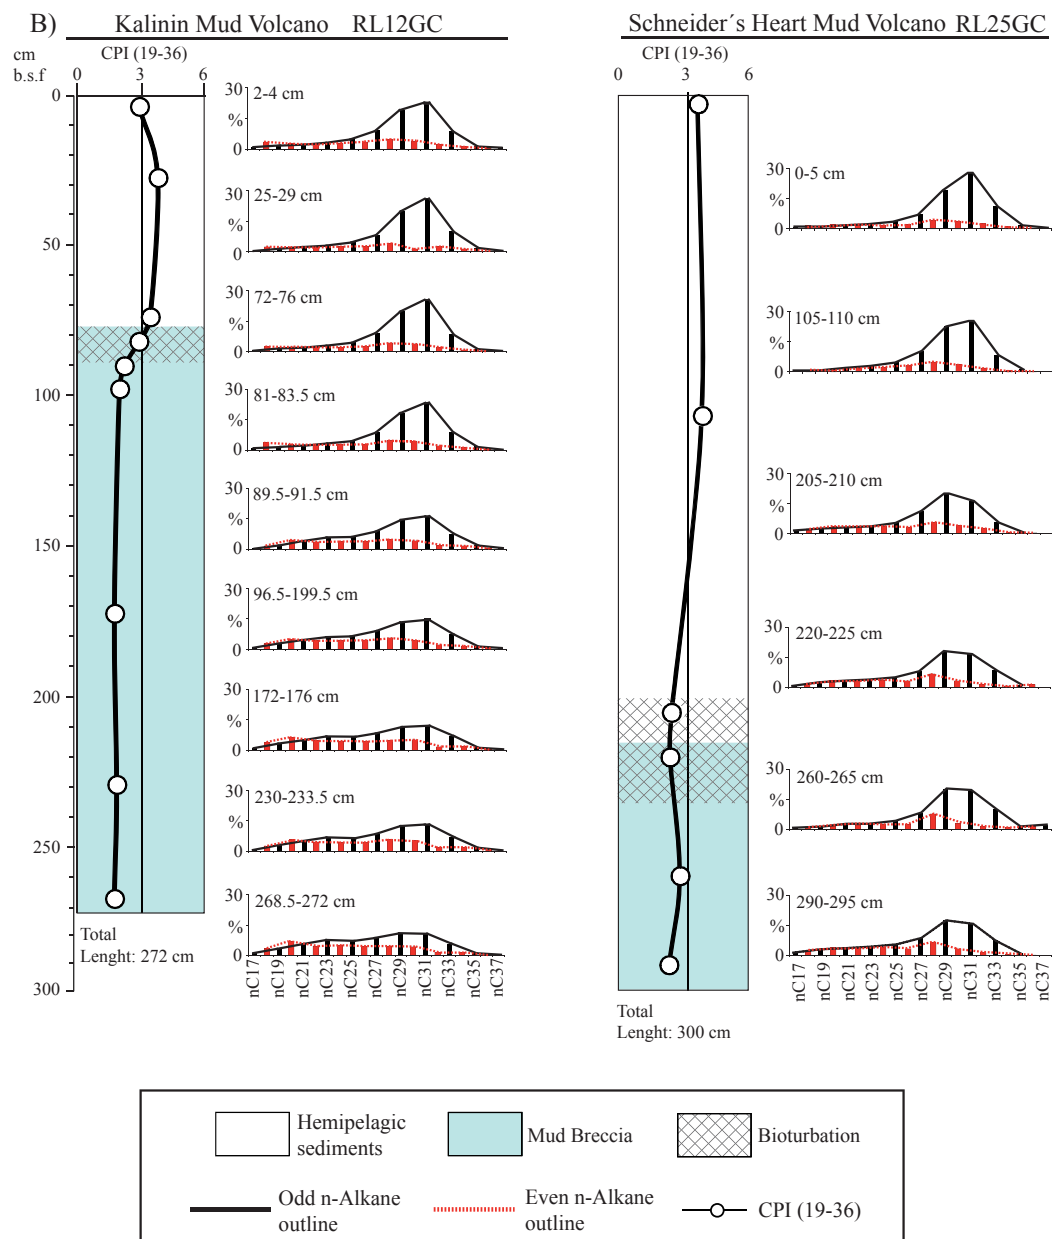 B)
Kalinin Mud Volcano RL12GC
cm
b.s.f
CPI (19-36)
0 3 6
0
50
100
150
200
250
300
Total
Lenght: 272 cm
30
%
0
2-4 cm
30
%
0
25-29 cm
30
%
0
72-76 cm
30
%
0
81-83.5 cm
30
%
0
89.5-91.5 cm
30
%
0
96.5-199.5 cm
30
%
0
172-176 cm
30
%
0
230-233.5 cm
30
%
0
268.5-272 cm
nC17 nC19 nC21 nC23 nC25 nC27 nC29 nC31 nC33 nC35 nC37
Schneider´s Heart Mud Volcano RL25GC
CPI (19-36)
0 3 6
Total
Lenght: 300 cm
30
%
0
0-5 cm
30
%
0
105-110 cm
30
%
0
205-210 cm
30
%
0
220-225 cm
30
%
0
260-265 cm
30
%
0
290-295 cm
nC17 nC19 nC21 nC23 nC25 nC27 nC29 nC31 nC33 nC35 nC37
Hemipelagic
sediments
Mud Breccia
Bioturbation
Odd n-Alkane
outline
Even n-Alkane
outline
CPI (19-36)